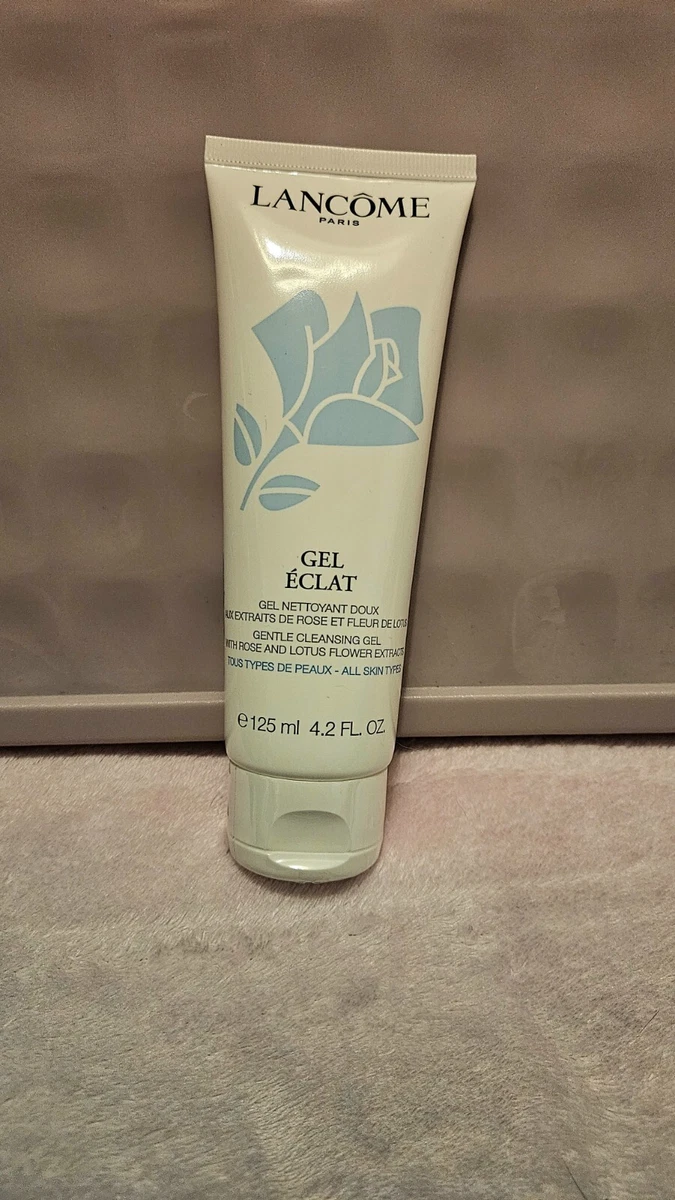 LANCÔME
PARIS
GEL
ÉCLAT
GEL NETTOYANT DOUX
AUX EXTRAITS DE ROSE ET FLEUR DE LOTUS
GENTLE CLEANSING GEL
WITH ROSE AND LOTUS FLOWER EXTRACTS
TOUS TYPES DE PEAUX - ALL SKIN TYPES
℮ 125 ml 4.2 FL. OZ.